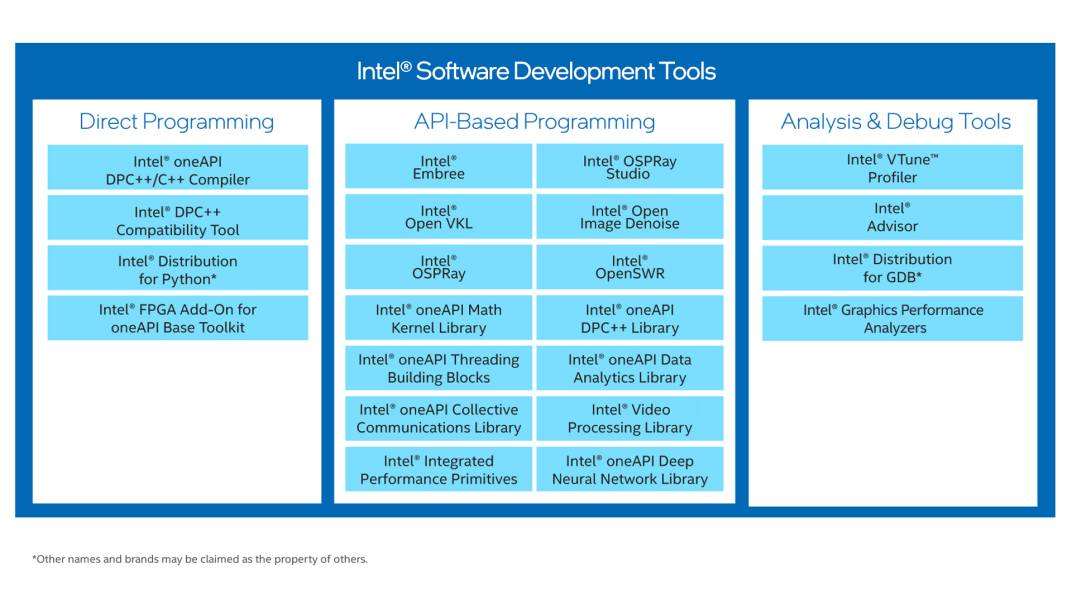 Intel® Software Development Tools
Direct Programming
Intel® oneAPI
DPC++/C++ Compiler
Intel® DPC++
Compatibility Tool
Intel® Distribution
for Python*
Intel® FPGA Add-On for
oneAPI Base Toolkit
API-Based Programming
Intel®
Embree
Intel® OSPRay
Studio
Intel®
Open VKL
Intel® Open
Image Denoise
Intel®
OSPRay
Intel®
OpenSWR
Intel® oneAPI Math
Kernel Library
Intel® oneAPI
DPC++ Library
Intel® oneAPI Threading
Building Blocks
Intel® oneAPI Data
Analytics Library
Intel® oneAPI Collective
Communications Library
Intel® Video
Processing Library
Intel® Integrated
Performance Primitives
Intel® oneAPI Deep
Neural Network Library
Analysis & Debug Tools
Intel® VTune™
Profiler
Intel®
Advisor
Intel® Distribution
for GDB*
Intel® Graphics Performance
Analyzers
*Other names and brands may be claimed as the property of others.